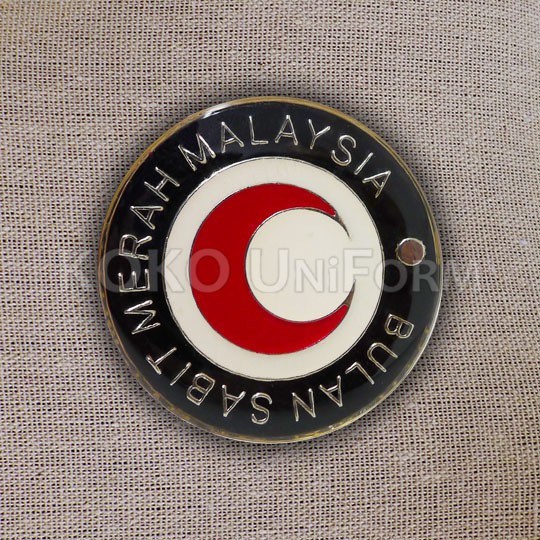 BULAN SABIT MERAH MALAYSIA
KOKO UNiFORM